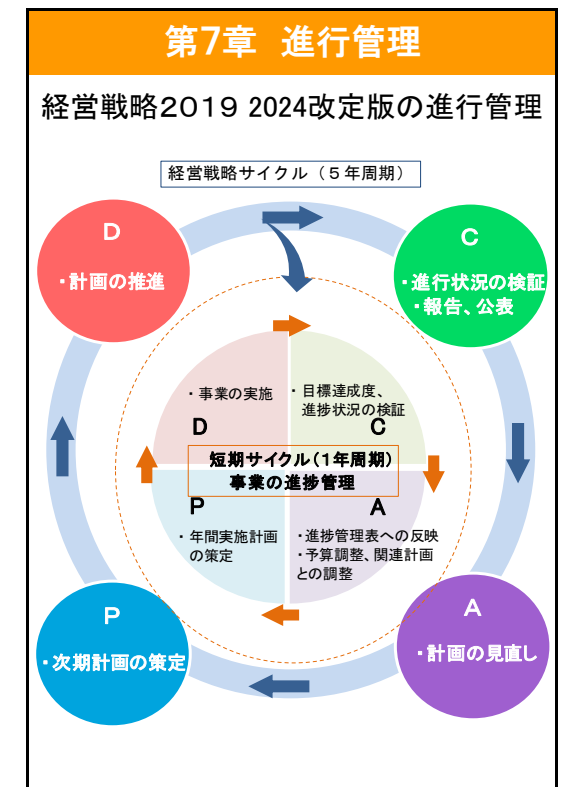 第7章 進行管理
経営戦略２０１９ 2024改定版の進行管理
経営戦略サイクル（５年周期）
D
・計画の推進
C
・進行状況の検証
・報告、公表
・事業の実施
D
・目標達成度、
進捗状況の検証
C
短期サイクル（１年周期）
事業の進捗管理
P
・年間実施計画
の策定
A
・進捗管理表への反映
・予算調整、関連計画
との調整
P
・次期計画の策定
A
・計画の見直し